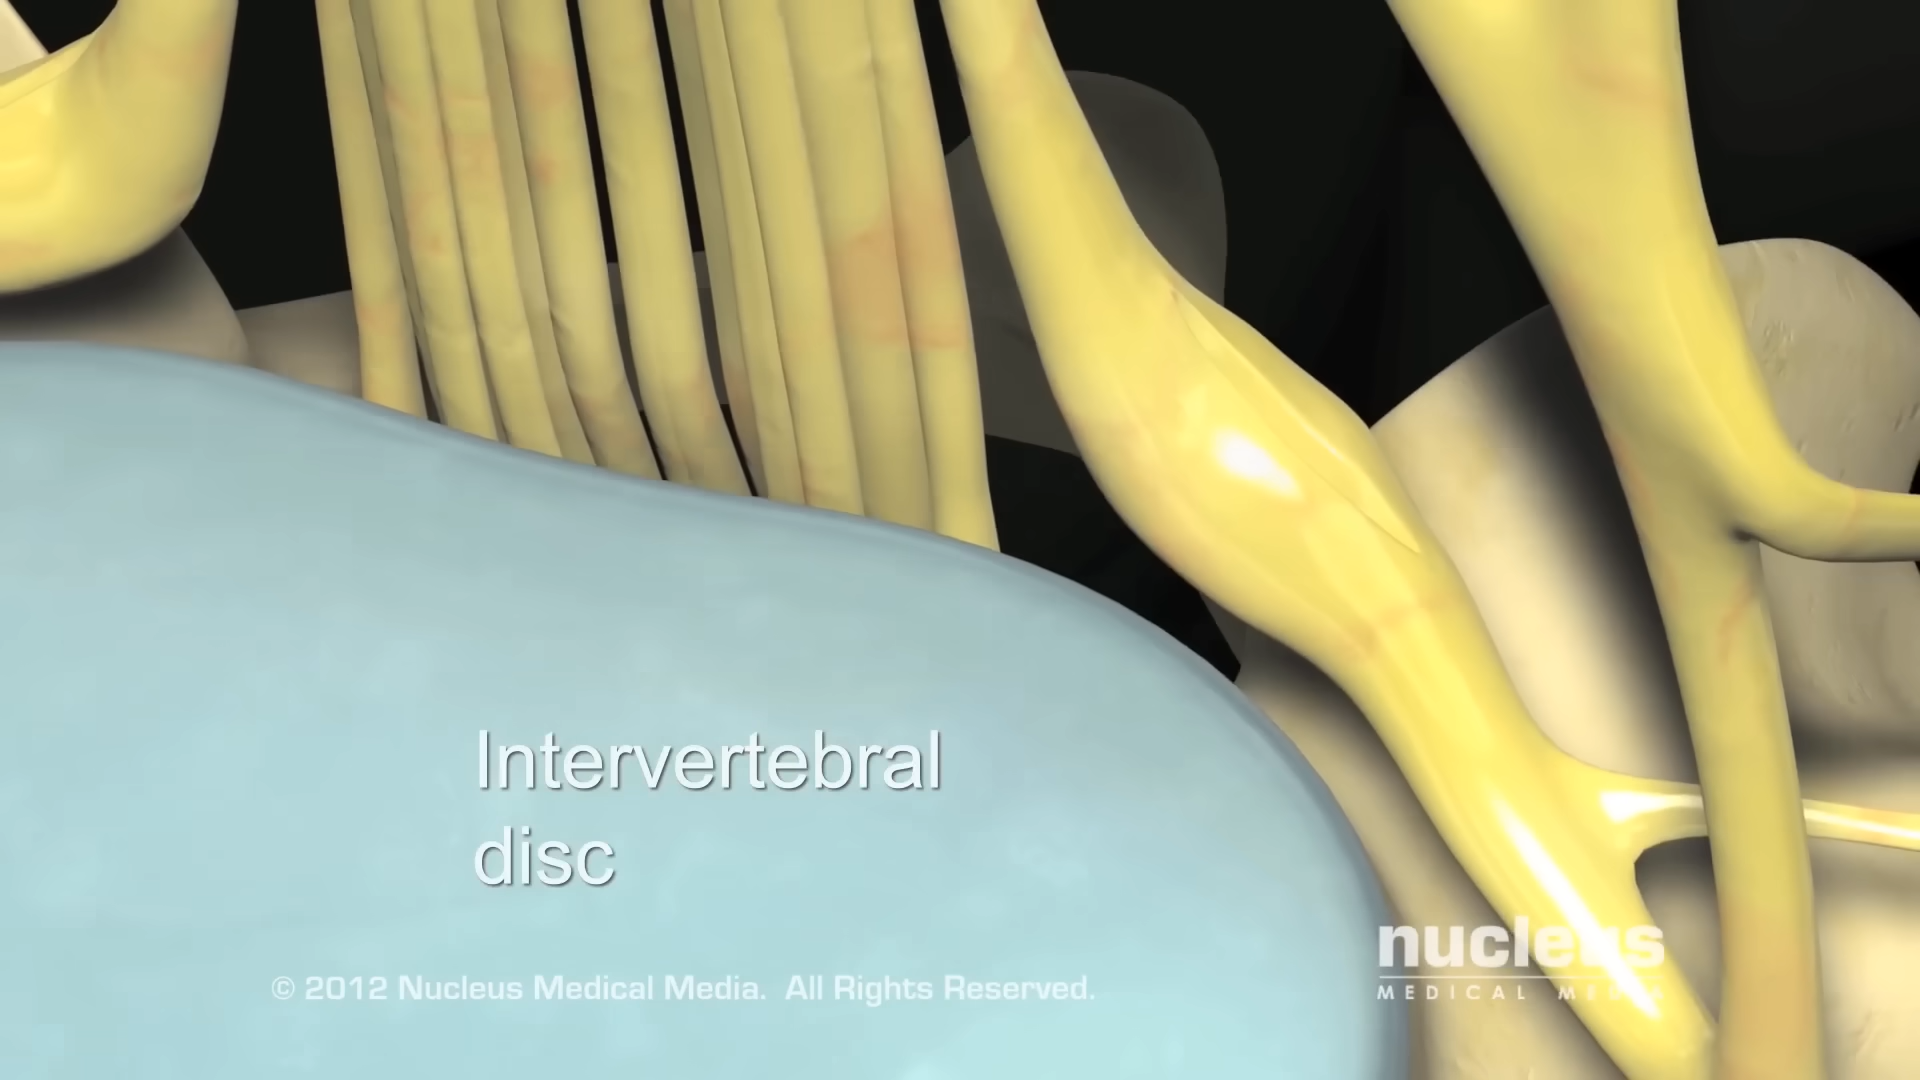 Intervertebral
disc
© 2012 Nucleus Medical Media. All Rights Reserved.
nucleus
MEDICAL MEDIA